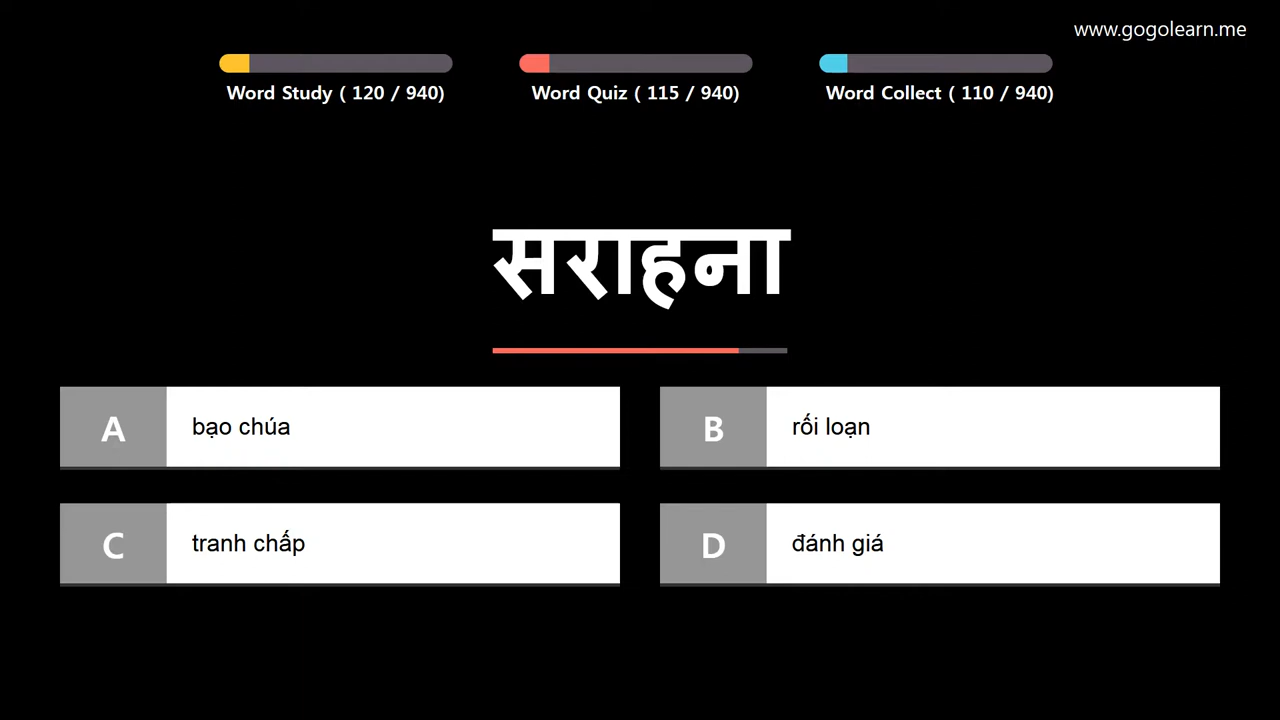 www.gogolearn.me
Word Study ( 120 / 940)
Word Quiz ( 115 / 940)
Word Collect ( 110 / 940)
सराहना
A bạo chúa
B rối loạn
C tranh chấp
D đánh giá